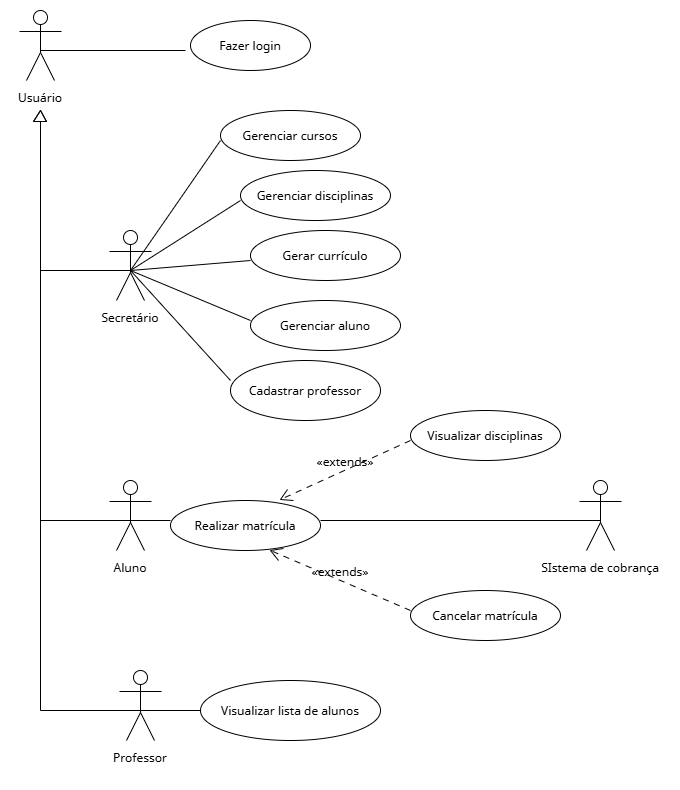 Fazer login
Usuário
Gerenciar cursos
Gerenciar disciplinas
Gerar currículo
Secretário
Gerenciar aluno
Cadastrar professor
Visualizar disciplinas
«extends»
Realizar matrícula
Aluno
SIstema de cobrança
«extends»
Cancelar matrícula
Visualizar lista de alunos
Professor